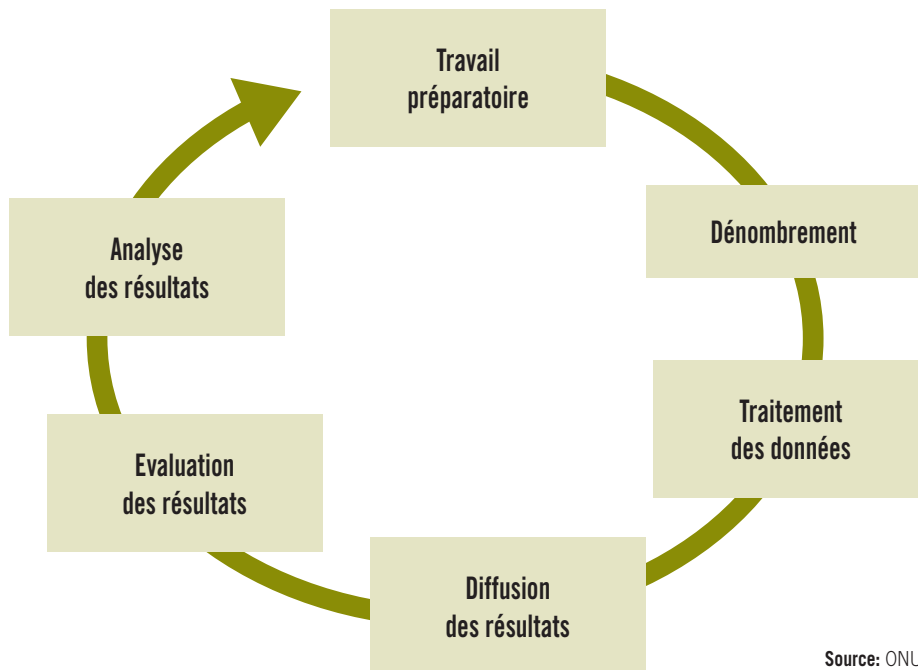 Travail
préparatoire
Dénombrement
Traitement
des données
Diffusion
des résultats
Evaluation
des résultats
Analyse
des résultats
Source: ONU